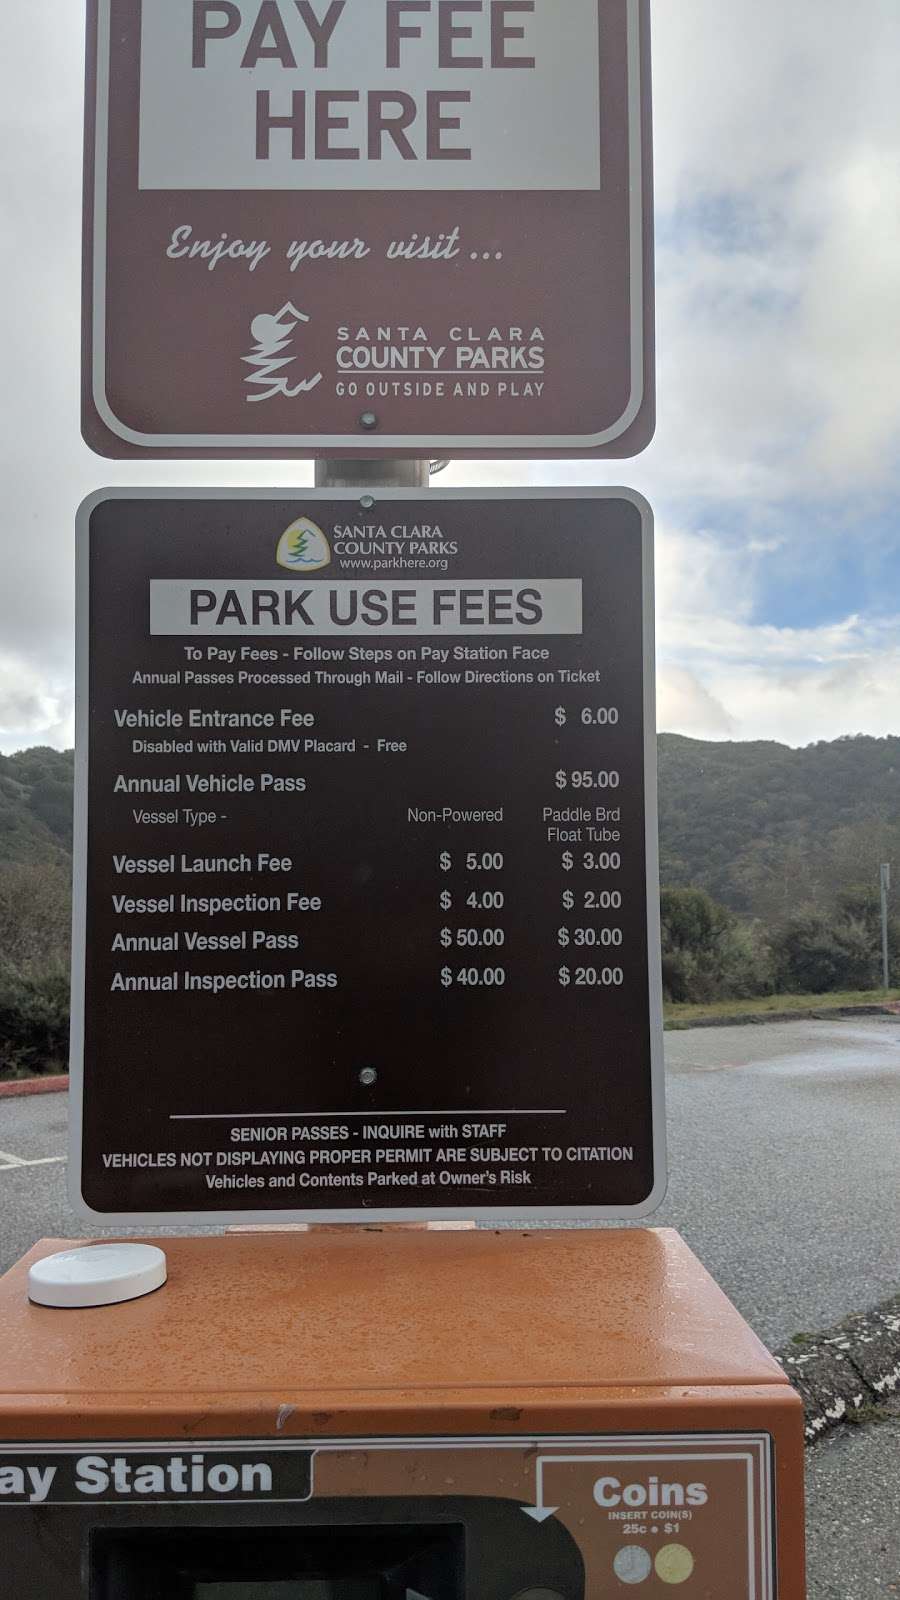 PAY FEE
HERE
Enjoy your visit...
SANTA CLARA
COUNTY PARKS
GO OUTSIDE AND PLAY
SANTA CLARA
COUNTY PARKS
www.parkhere.org
PARK USE FEES
To Pay Fees - Follow Steps on Pay Station Face
Annual Passes Processed Through Mail - Follow Directions on Ticket
Vehicle Entrance Fee $ 6.00
Disabled with Valid DMV Placard - Free
Annual Vehicle Pass $ 95.00
Vessel Type - Non-Powered Paddle Brd
Float Tube
Vessel Launch Fee $ 5.00 $ 3.00
Vessel Inspection Fee $ 4.00 $ 2.00
Annual Vessel Pass $ 50.00 $ 30.00
Annual Inspection Pass $ 40.00 $ 20.00
SENIOR PASSES - INQUIRE with STAFF
VEHICLES NOT DISPLAYING PROPER PERMIT ARE SUBJECT TO CITATION
Vehicles and Contents Parked at Owner's Risk
ay Station
Coins
INSERT COIN(S)
25c • $1